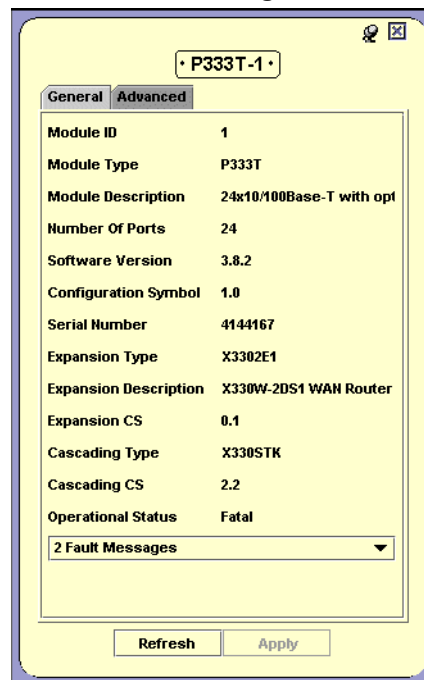 • P333T-1 •
General Advanced
Module ID 1
Module Type P333T
Module Description 24x10/100Base-T with opt
Number Of Ports 24
Software Version 3.8.2
Configuration Symbol 1.0
Serial Number 4144167
Expansion Type X3302E1
Expansion Description X330W-2DS1 WAN Router
Expansion CS 0.1
Cascading Type X330STK
Cascading CS 2.2
Operational Status Fatal
2 Fault Messages
Refresh Apply